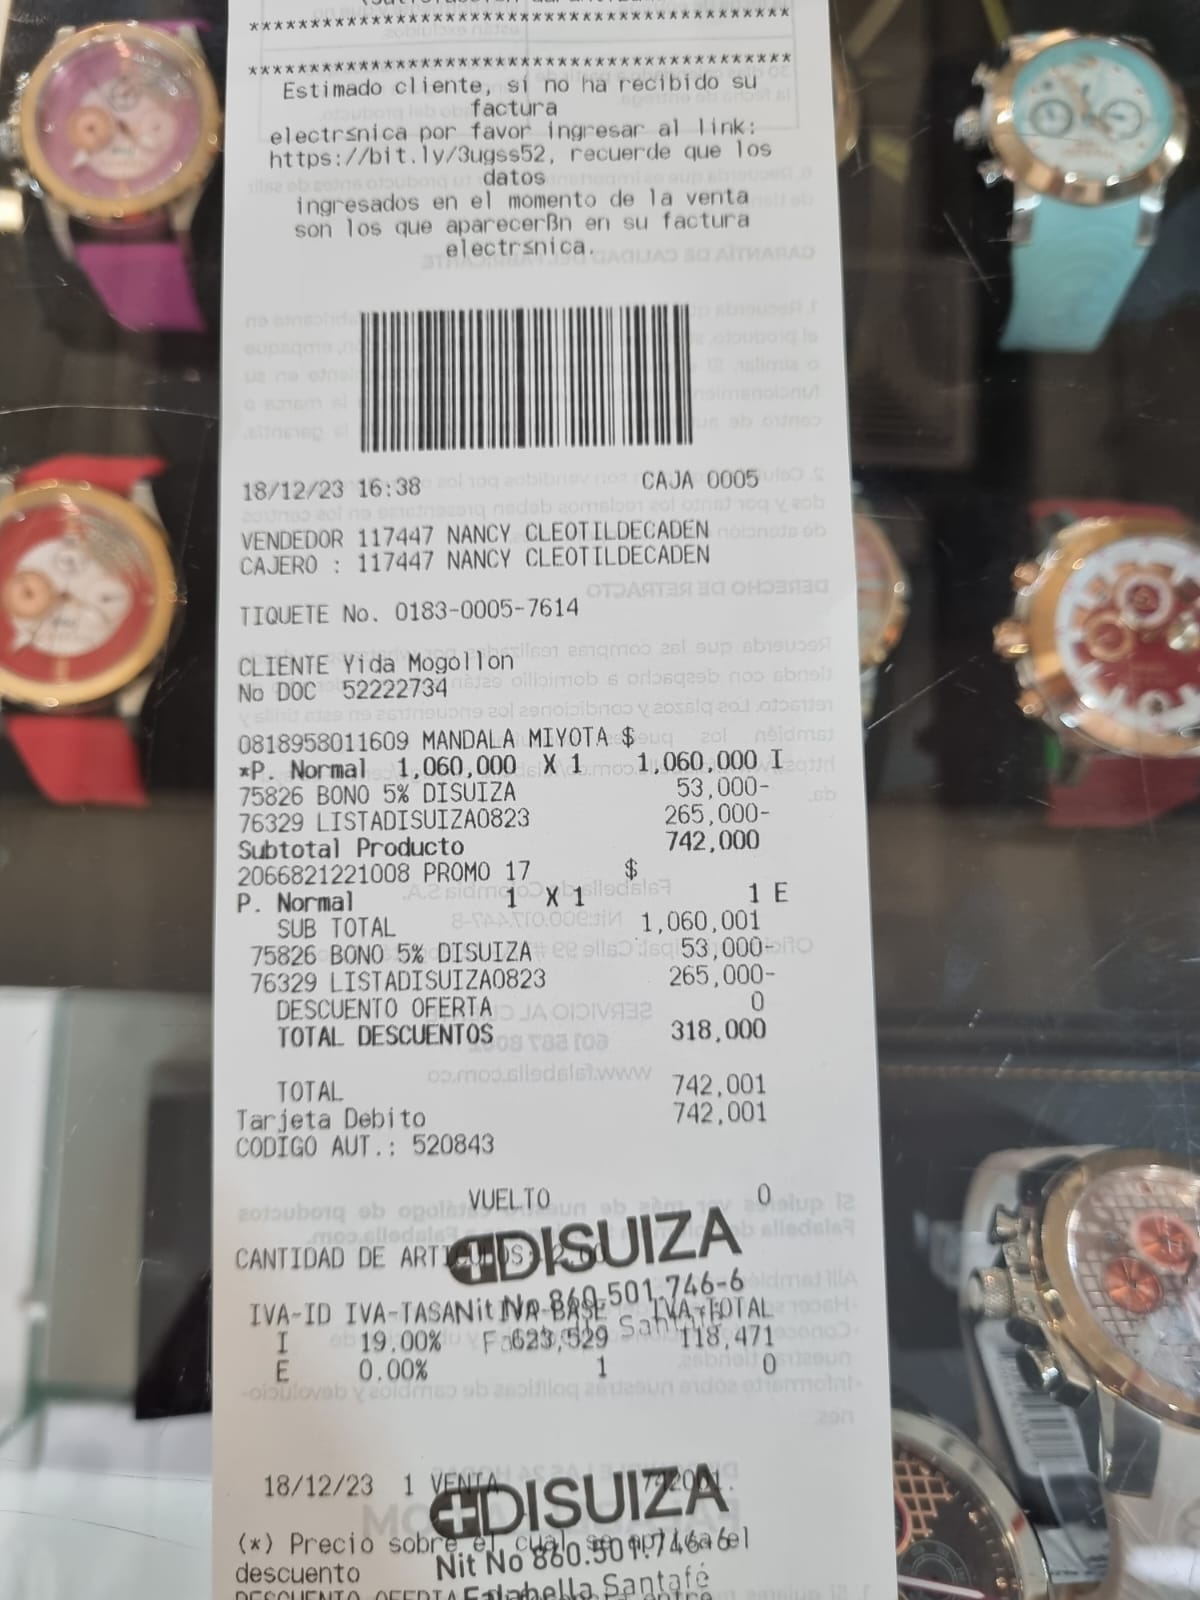 *********************************************
*********************************************
Estimado cliente, si no ha recibido su
factura
electr≤nica por favor ingresar al link:
https://bit.ly/3ugss52, recuerde que los
datos
ingresados en el momento de la venta
son los que aparecerßn en su factura
electr≤nica.
18/12/23 16:38 CAJA 0005
VENDEDOR 117447 NANCY CLEOTILDECADEN
CAJERO : 117447 NANCY CLEOTILDECADEN
TIQUETE No. 0183-0005-7614
CLIENTE Yida Mogollon
No DOC 52222734
0818958011609 MANDALA MIYOTA $
*P. Normal 1,060,000 X 1 1,060,000 I
75826 BONO 5% DISUIZA 53,000-
76329 LISTADISUIZA0823 265,000-
Subtotal Producto 742,000
2066821221008 PROMO 17 $
P. Normal 1 X 1 1 E
SUB TOTAL 1,060,001
75826 BONO 5% DISUIZA 53,000-
76329 LISTADISUIZA0823 265,000-
DESCUENTO OFERTA 0
TOTAL DESCUENTOS 318,000
TOTAL 742,001
Tarjeta Debito 742,001
CODIGO AUT.: 520843
VUELTO 0
DISUIZA
CANTIDAD DE ARTICULOS:
Nit No 860.501.746-6
IVA-ID IVA-TASA IVA-BASE IVA-TOTAL
I 19.00% 623,529 118,471
E 0.00% 1 0
18/12/23 1 VENTA 742001.
DISUIZA
(*) Precio sobre el cual se aplica el
Nit No 860.501.746-6
descuento
Falabella Santafé
DESCUENTO OFERTA entre